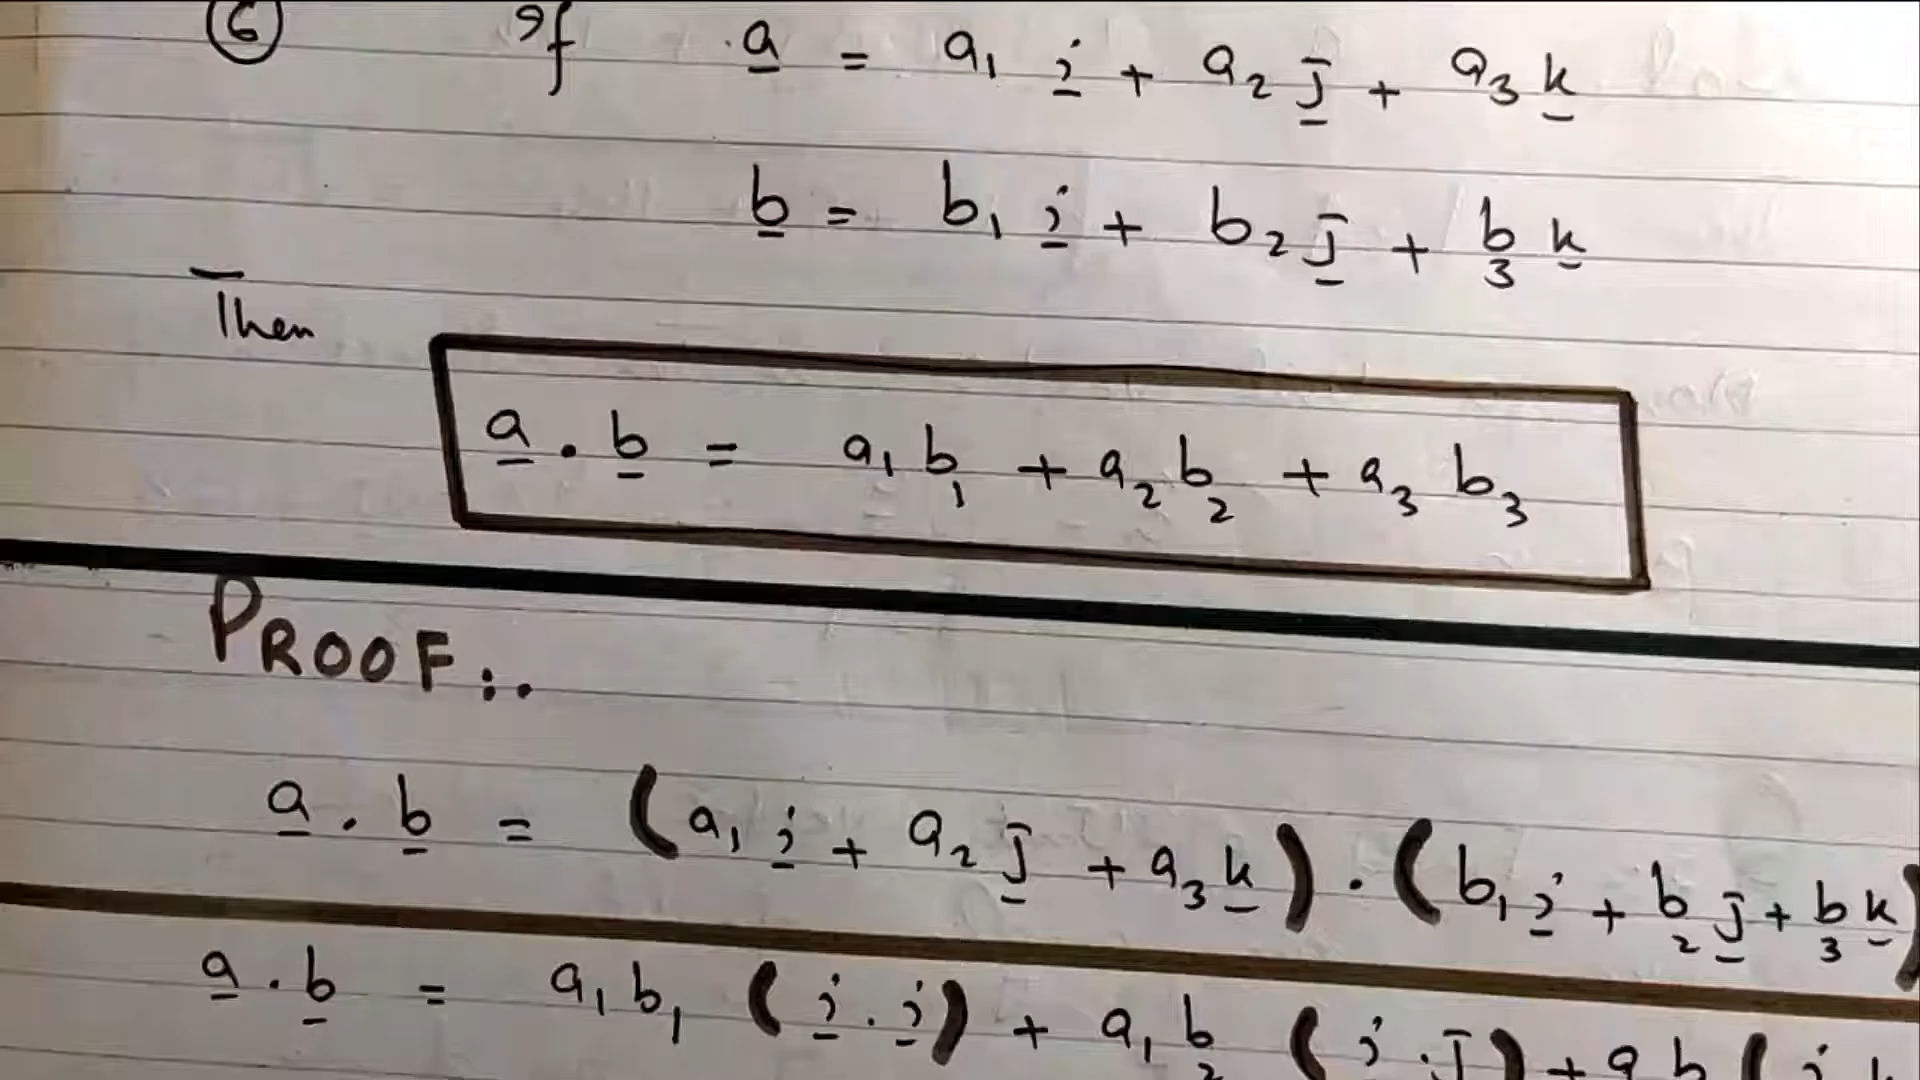 ⑥ If a = a₁ i + a₂ j + a₃ k
b = b₁ i + b₂ j + b₃ k
Then
a . b = a₁ b₁ + a₂ b₂ + a₃ b₃
PROOF:.
a . b = (a₁ i + a₂ j + a₃ k) . (b₁ i + b₂ j + b₃ k)
a . b = a₁ b₁ (i . i) + a₁ b₂ (i . j) + a b (i k